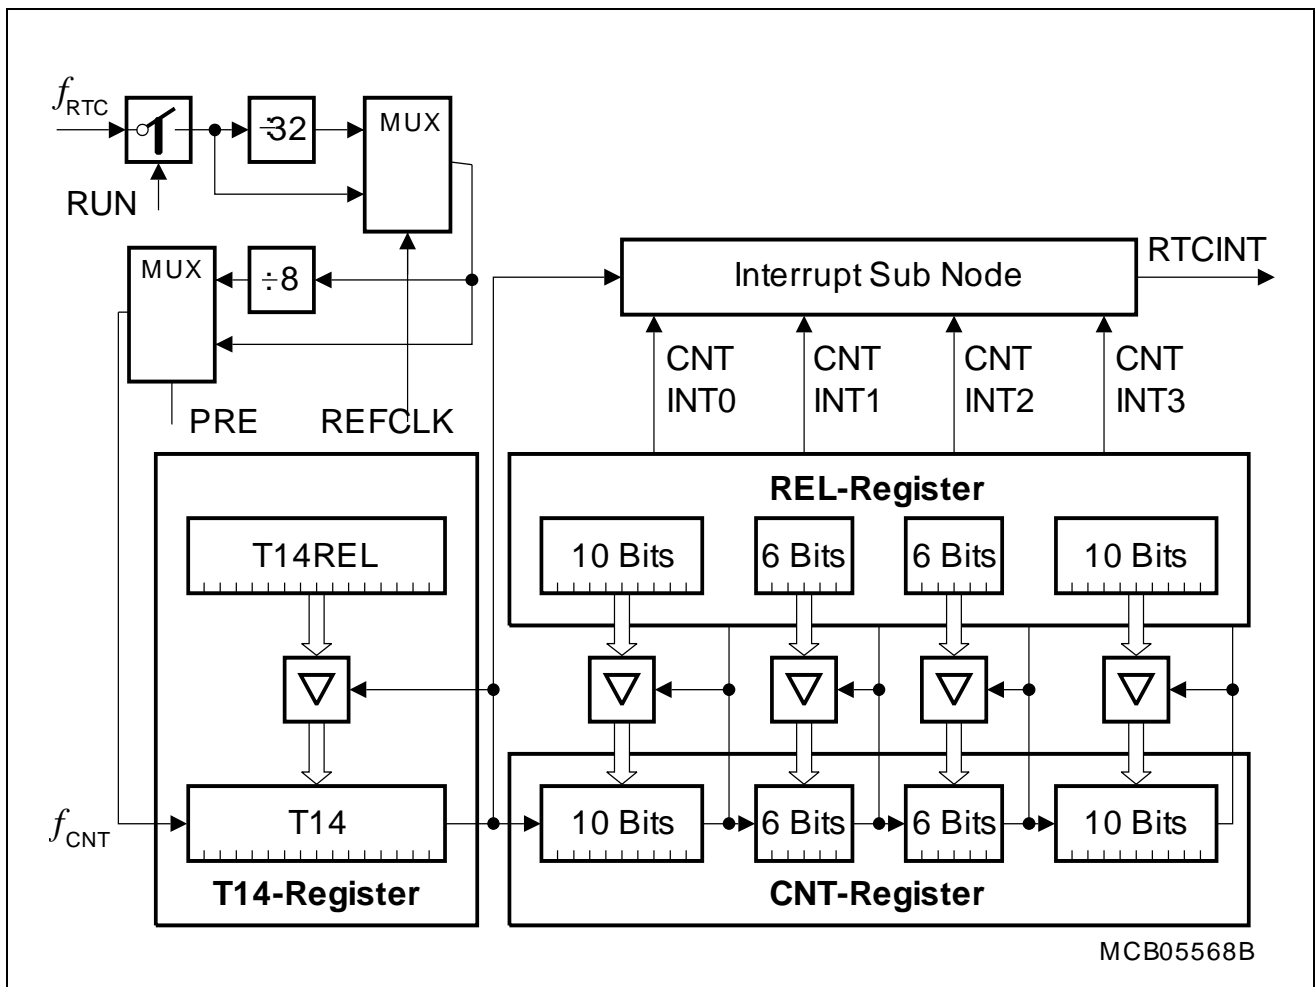 fRTC
÷32
MUX
RUN
MUX
÷8
PRE
REFCLK
Interrupt Sub Node
RTCINT
CNT INT0
CNT INT1
CNT INT2
CNT INT3
REL-Register
T14REL
10 Bits
6 Bits
6 Bits
10 Bits
fCNT
T14
10 Bits
6 Bits
6 Bits
10 Bits
T14-Register
CNT-Register
MCB05568B